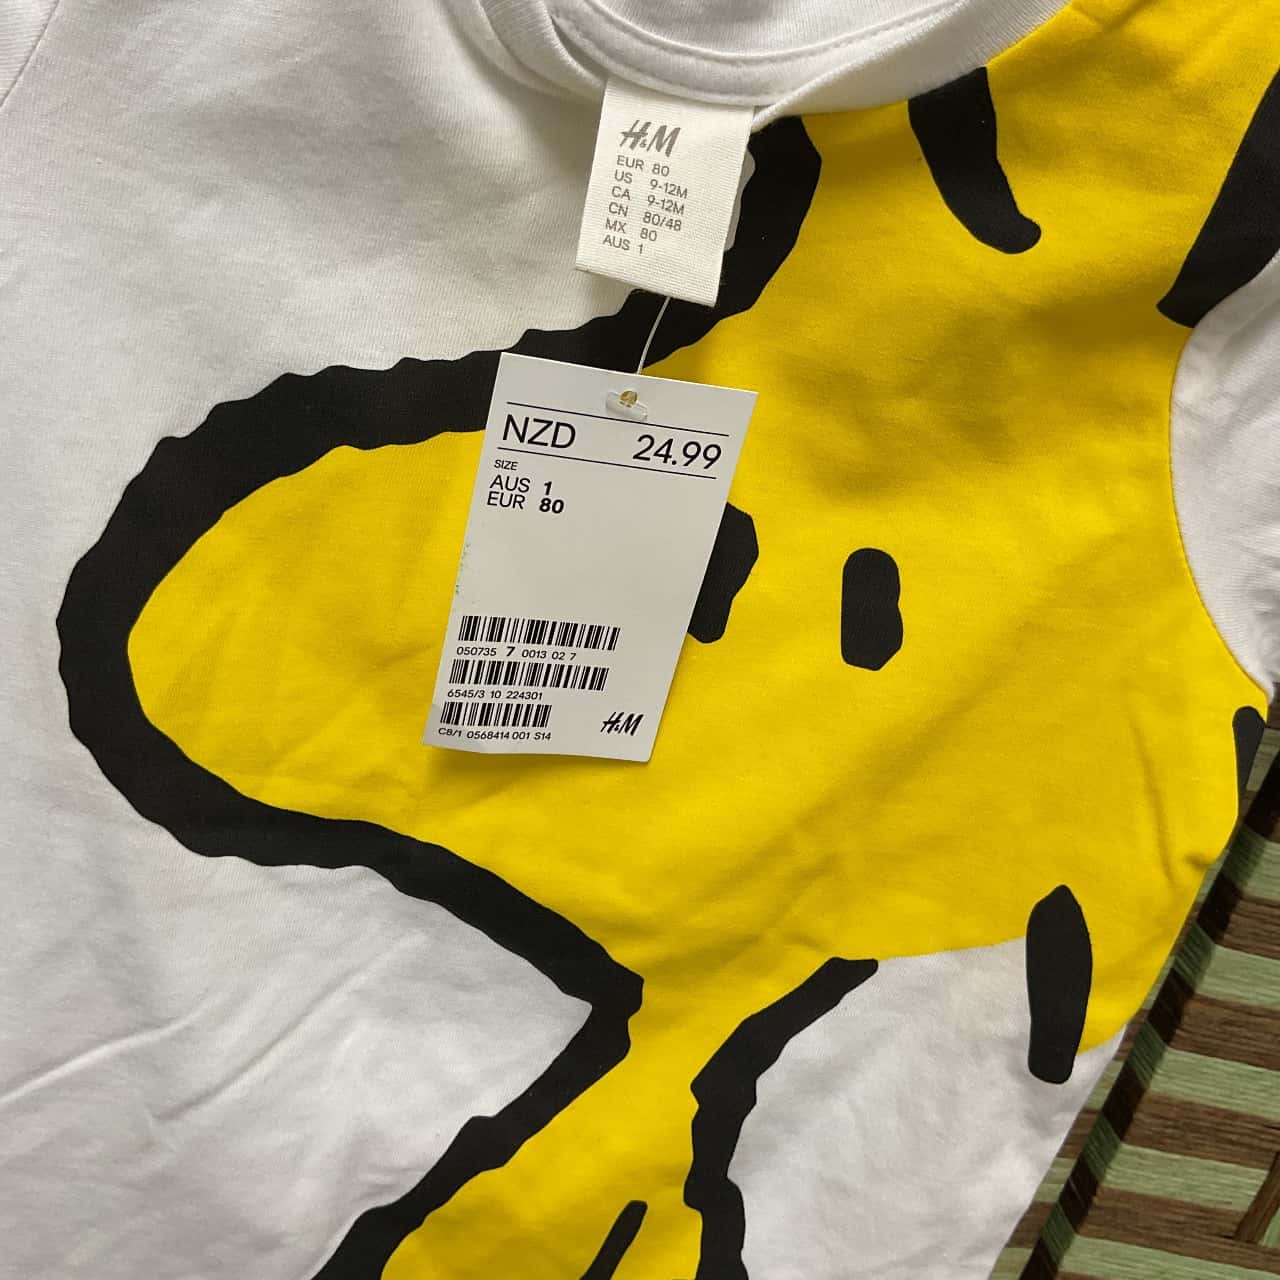 H&M
EUR 80
US 9-12M
CA 9-12M
CN 80/48
MX 80
AUS 1
NZD 24.99
SIZE
AUS 1
EUR 80
050735 7 0013 02 7
6545/3 10 224301
C8/1 0568414 001 S14
H&M